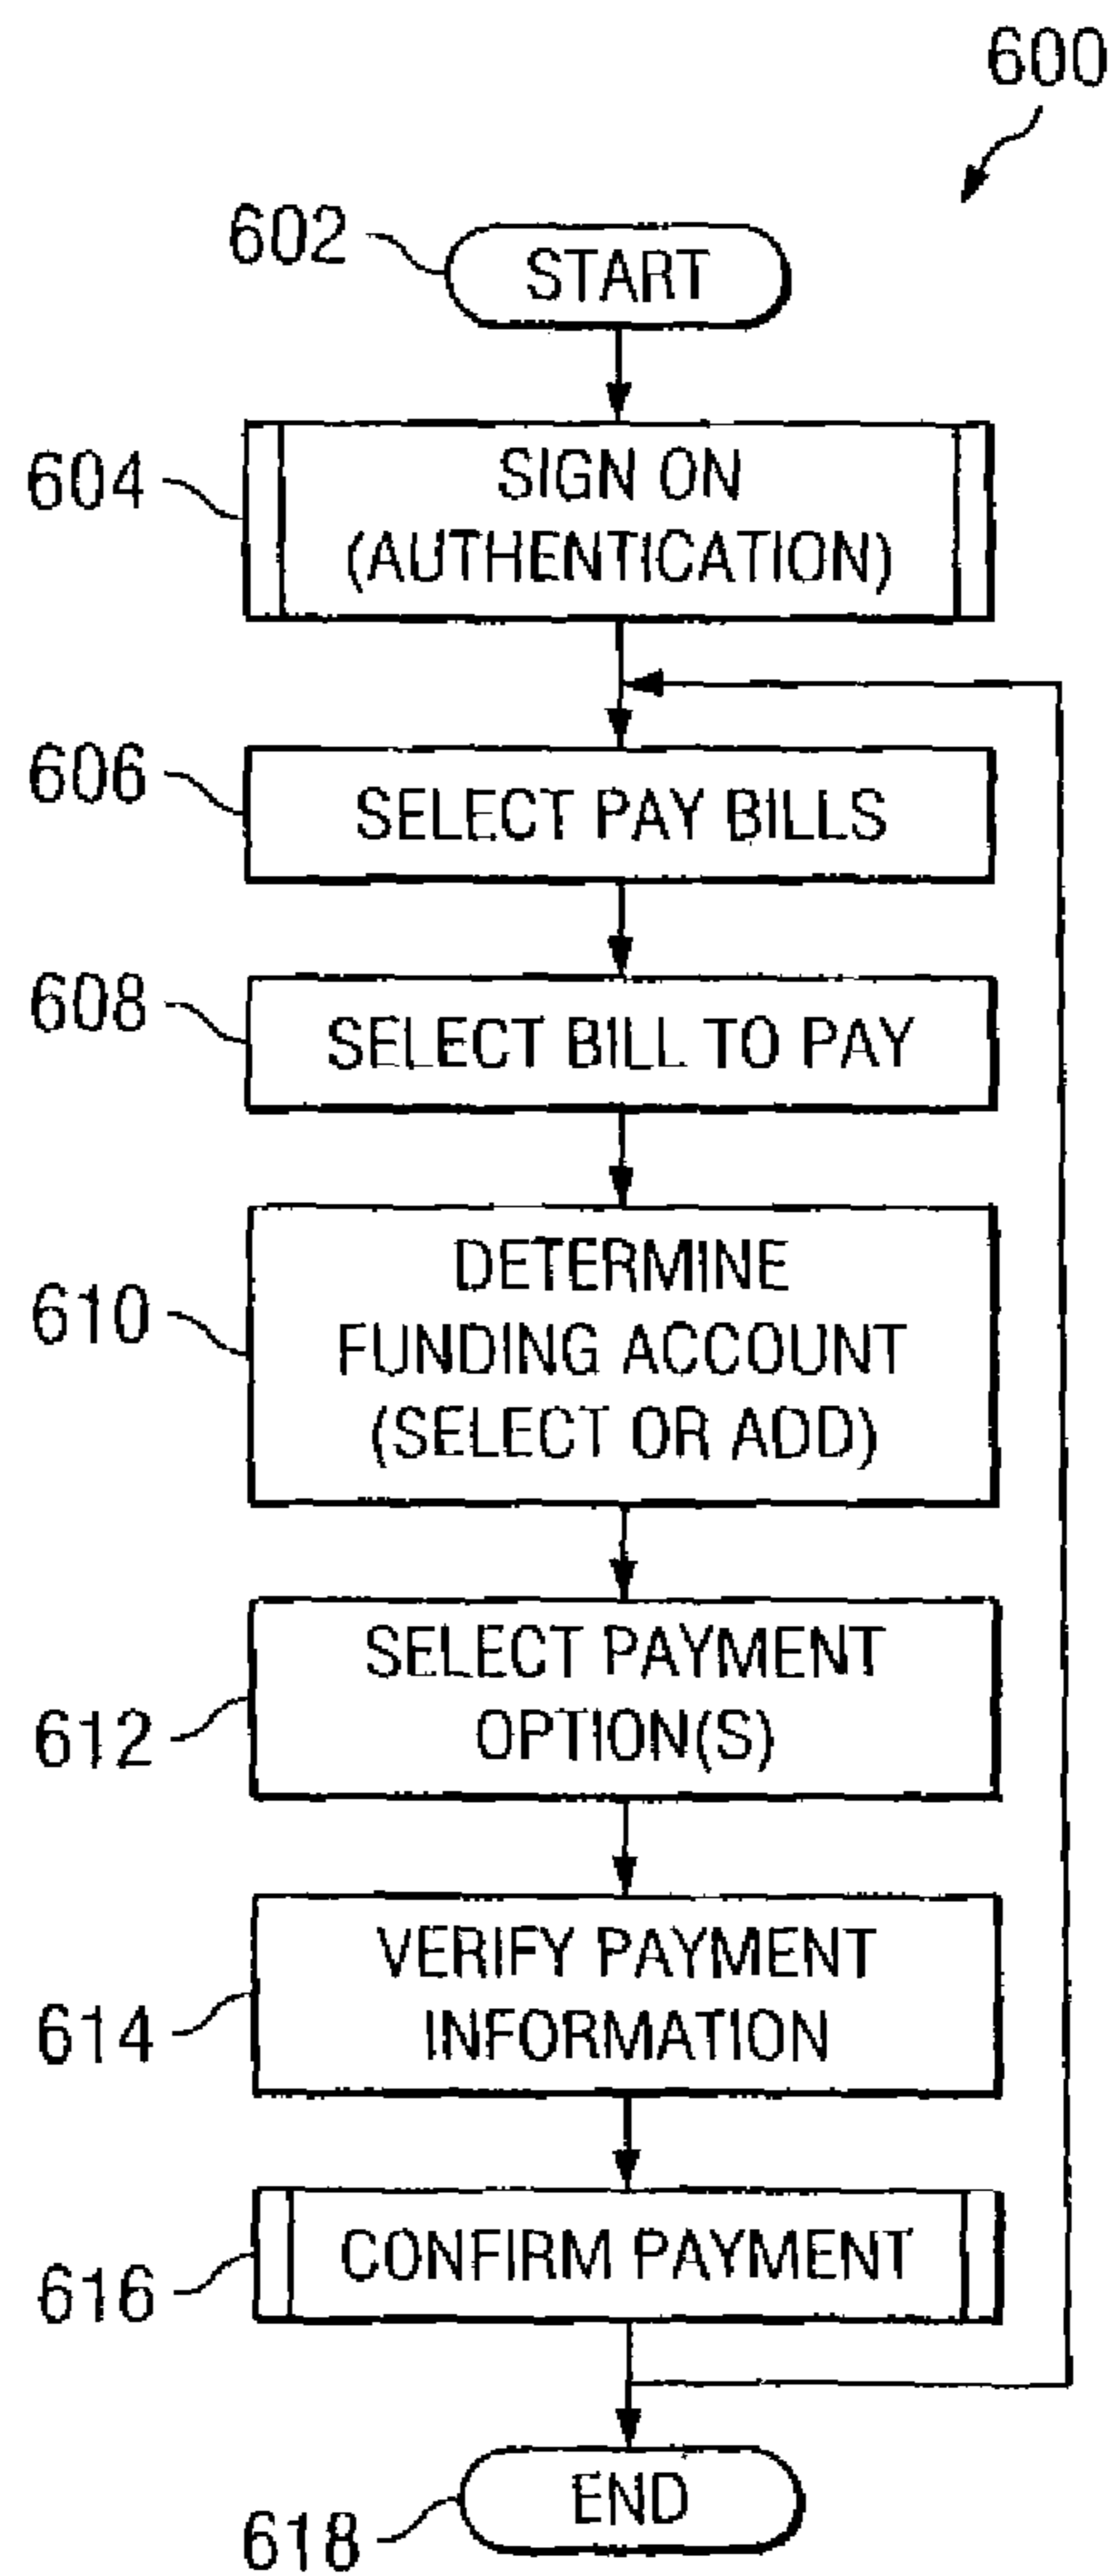 600
602
START
604
SIGN ON
(AUTHENTICATION)
606
SELECT PAY BILLS
608
SELECT BILL TO PAY
610
DETERMINE
FUNDING ACCOUNT
(SELECT OR ADD)
612
SELECT PAYMENT
OPTION(S)
614
VERIFY PAYMENT
INFORMATION
616
CONFIRM PAYMENT
618
END